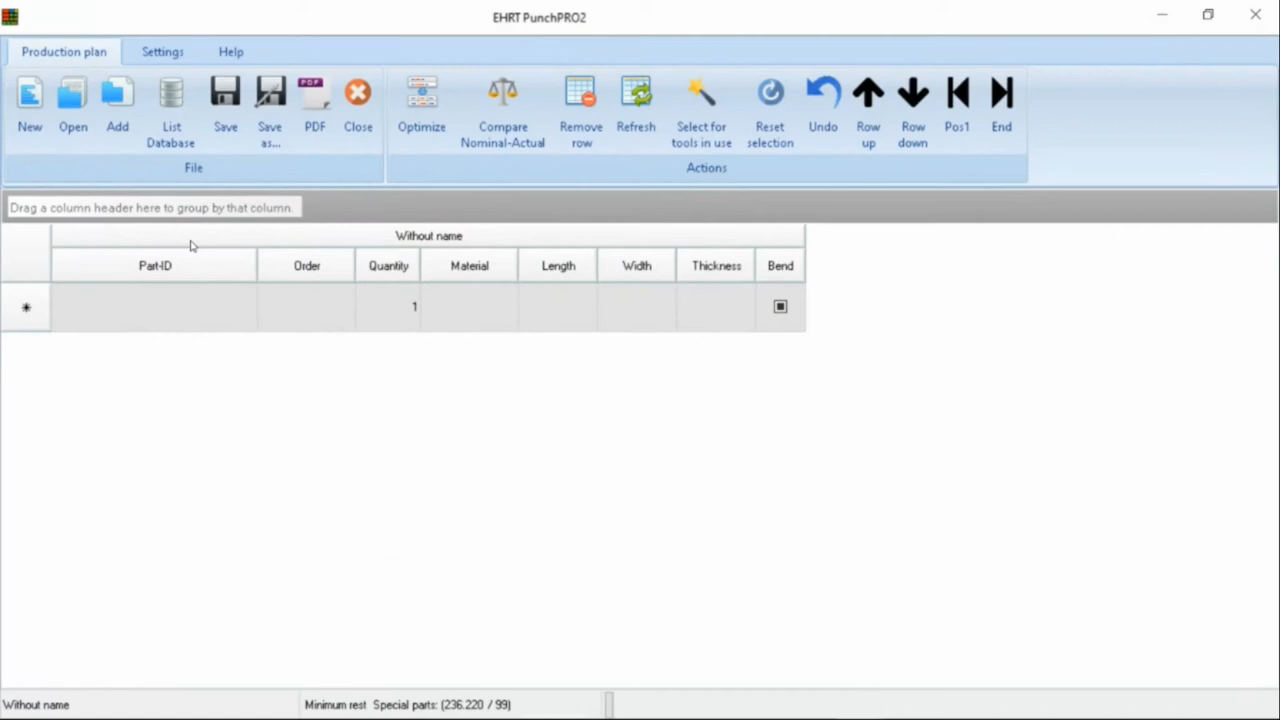 EHRT PunchPRO2
Production plan Settings Help
PDF
New Open Add List Database Save Save as... PDF Close Optimize Compare Nominal-Actual Remove row Refresh Select for tools in use Reset selection Undo Row up Row down Pos1 End
File Actions
Drag a column header here to group by that column.
Without name
Part-ID Order Quantity Material Length Width Thickness Bend
1
Without name Minimum rest Special parts: (236.220 / 99)